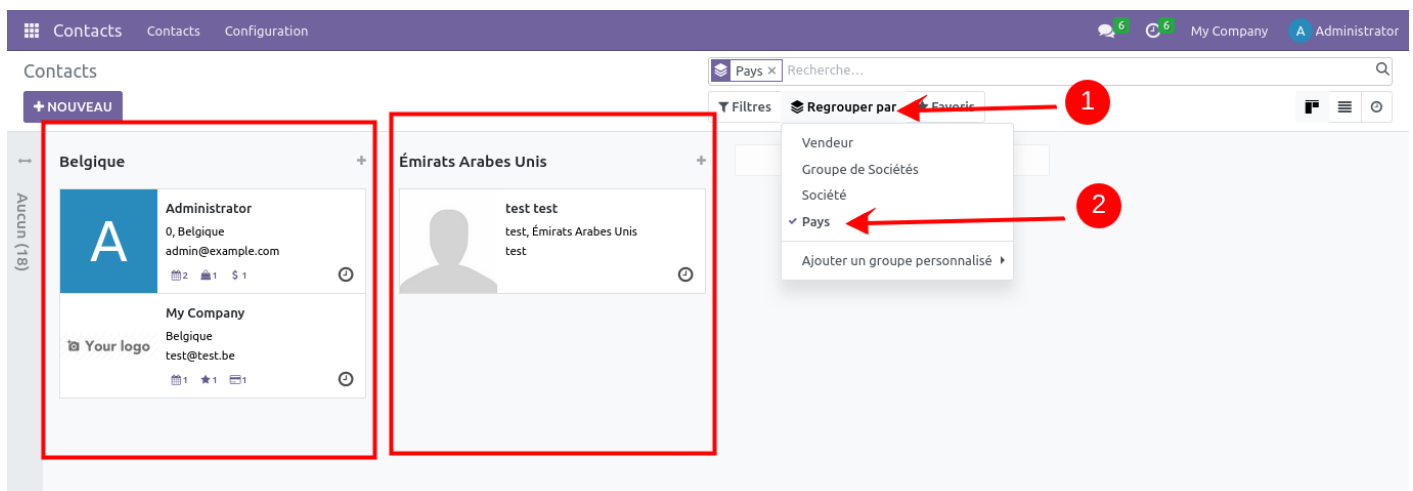 Contacts Contacts Configuration 6 6 My Company A Administrator
Contacts
Pays × Recherche...
+ NOUVEAU
Filtres Regrouper par Favoris
1
Vendeur
Groupe de Sociétés
Société
Pays
2
Ajouter un groupe personnalisé
Aucun (18)
Belgique +
A
Administrator
0, Belgique
admin@example.com
2 1 $ 1
Your logo
My Company
Belgique
test@test.be
1 1 1
Émirats Arabes Unis +
test test
test, Émirats Arabes Unis
test